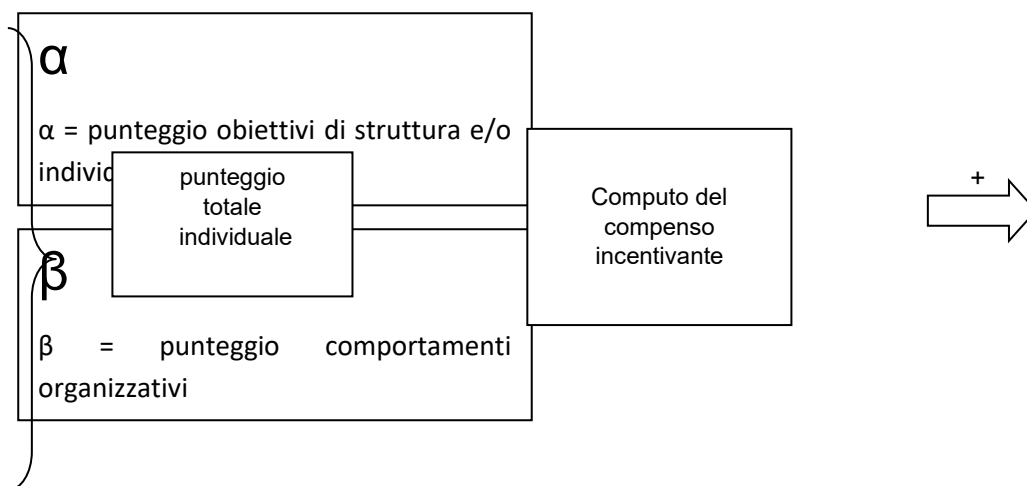 α
α = punteggio obiettivi di struttura e/o
punteggio
totale
individuale
Computo del
compenso
incentivante
+
β
β = punteggio comportamenti
organizzativi